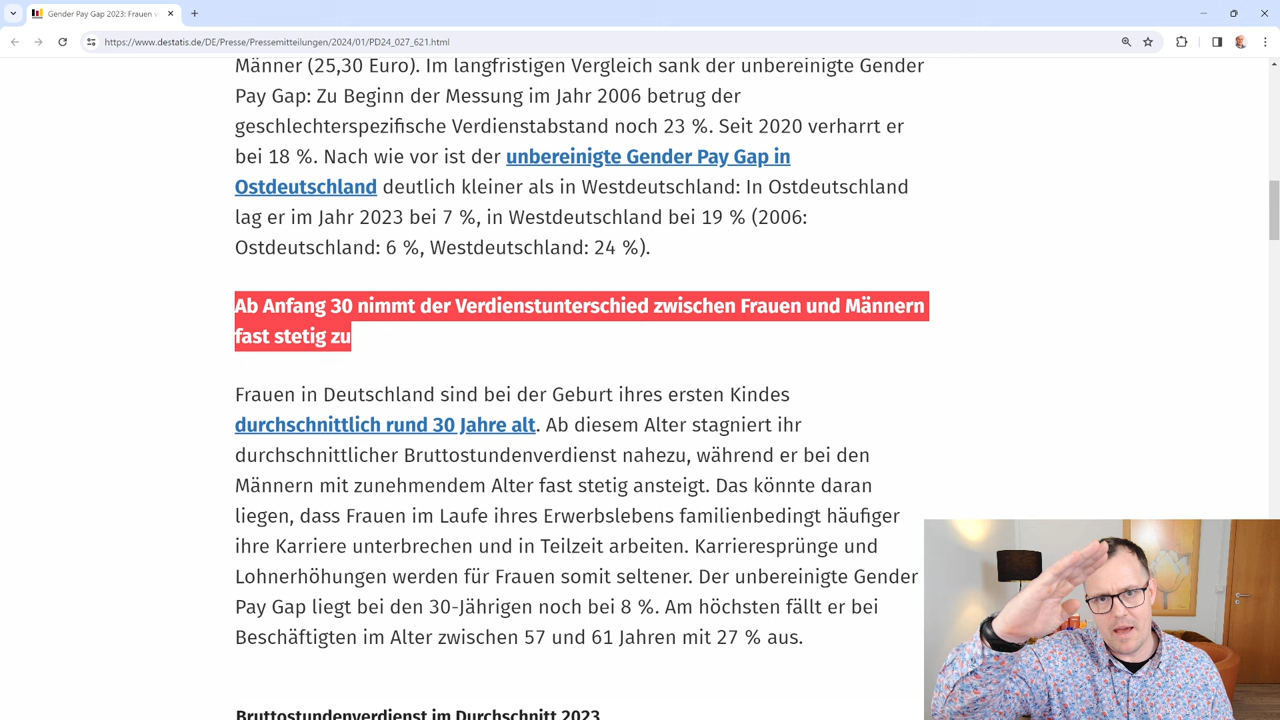 Gender Pay Gap 2023: Frauen v
https://www.destatis.de/DE/Presse/Pressemitteilungen/2024/01/PD24_027_621.html
Männer (25,30 Euro). Im langfristigen Vergleich sank der unbereinigte Gender
Pay Gap: Zu Beginn der Messung im Jahr 2006 betrug der
geschlechterspezifische Verdienstabstand noch 23 %. Seit 2020 verharrt er
bei 18 %. Nach wie vor ist der unbereinigte Gender Pay Gap in
Ostdeutschland deutlich kleiner als in Westdeutschland: In Ostdeutschland
lag er im Jahr 2023 bei 7 %, in Westdeutschland bei 19 % (2006:
Ostdeutschland: 6 %, Westdeutschland: 24 %).
Ab Anfang 30 nimmt der Verdienstunterschied zwischen Frauen und Männern
fast stetig zu
Frauen in Deutschland sind bei der Geburt ihres ersten Kindes
durchschnittlich rund 30 Jahre alt. Ab diesem Alter stagniert ihr
durchschnittlicher Bruttostundenverdienst nahezu, während er bei den
Männern mit zunehmendem Alter fast stetig ansteigt. Das könnte daran
liegen, dass Frauen im Laufe ihres Erwerbslebens familienbedingt häufiger
ihre Karriere unterbrechen und in Teilzeit arbeiten. Karrieresprünge und
Lohnerhöhungen werden für Frauen somit seltener. Der unbereinigte Gender
Pay Gap liegt bei den 30-Jährigen noch bei 8 %. Am höchsten fällt er bei
Beschäftigten im Alter zwischen 57 und 61 Jahren mit 27 % aus.
Bruttostundenverdienst im Durchschnitt 2023